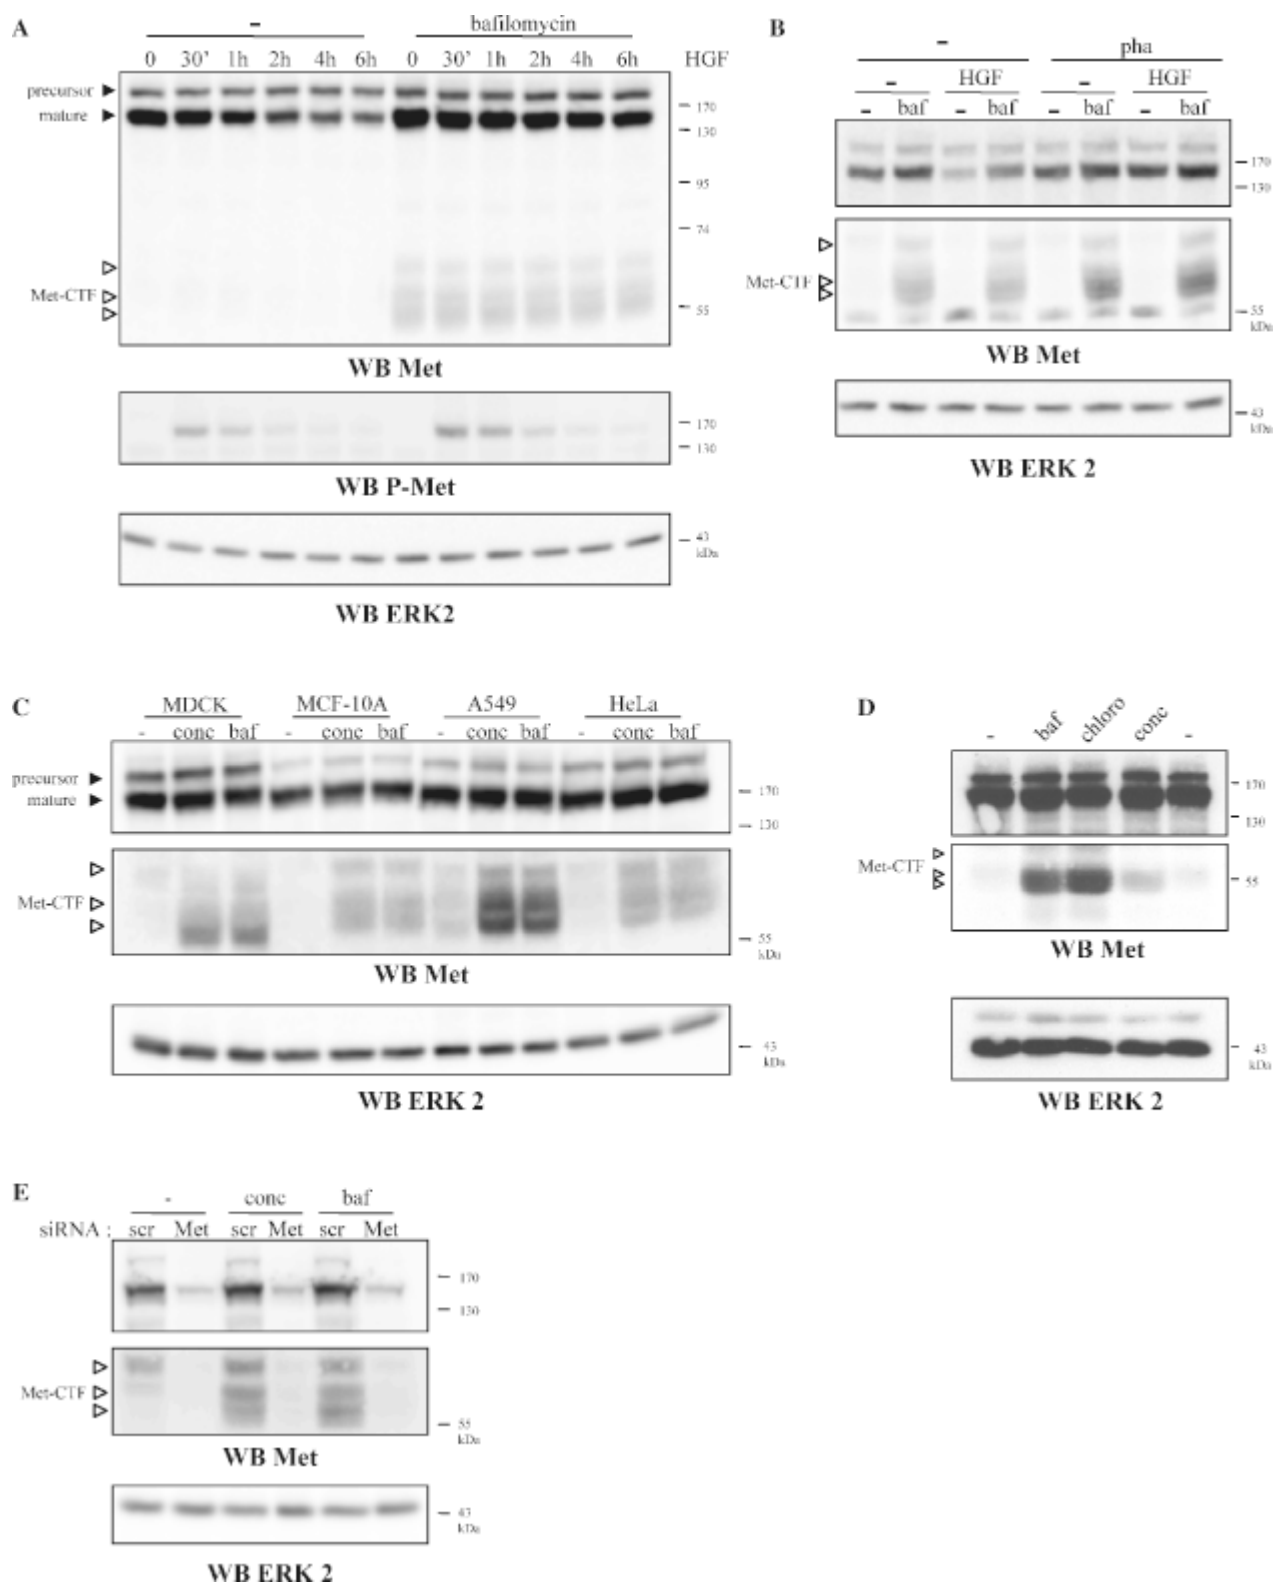 A
– bafilomycin
0 30' 1h 2h 4h 6h 0 30' 1h 2h 4h 6h HGF
precursor
mature
170
130
95
74
Met-CTF
55
WB Met
170
130
WB P-Met
43
kDa
WB ERK2
B
– pha
– HGF – HGF
– baf – baf – baf – baf
170
130
Met-CTF
55
kDa
WB Met
43
kDa
WB ERK 2
C
MDCK MCF-10A A549 HeLa
- conc baf - conc baf - conc baf - conc baf
precursor
mature
170
130
Met-CTF
55
kDa
WB Met
43
kDa
WB ERK 2
D
- baf chloro conc -
170
130
Met-CTF
55
WB Met
43
kDa
WB ERK 2
E
- conc baf
siRNA : scr Met scr Met scr Met
170
130
Met-CTF
55
kDa
WB Met
43
kDa
WB ERK 2